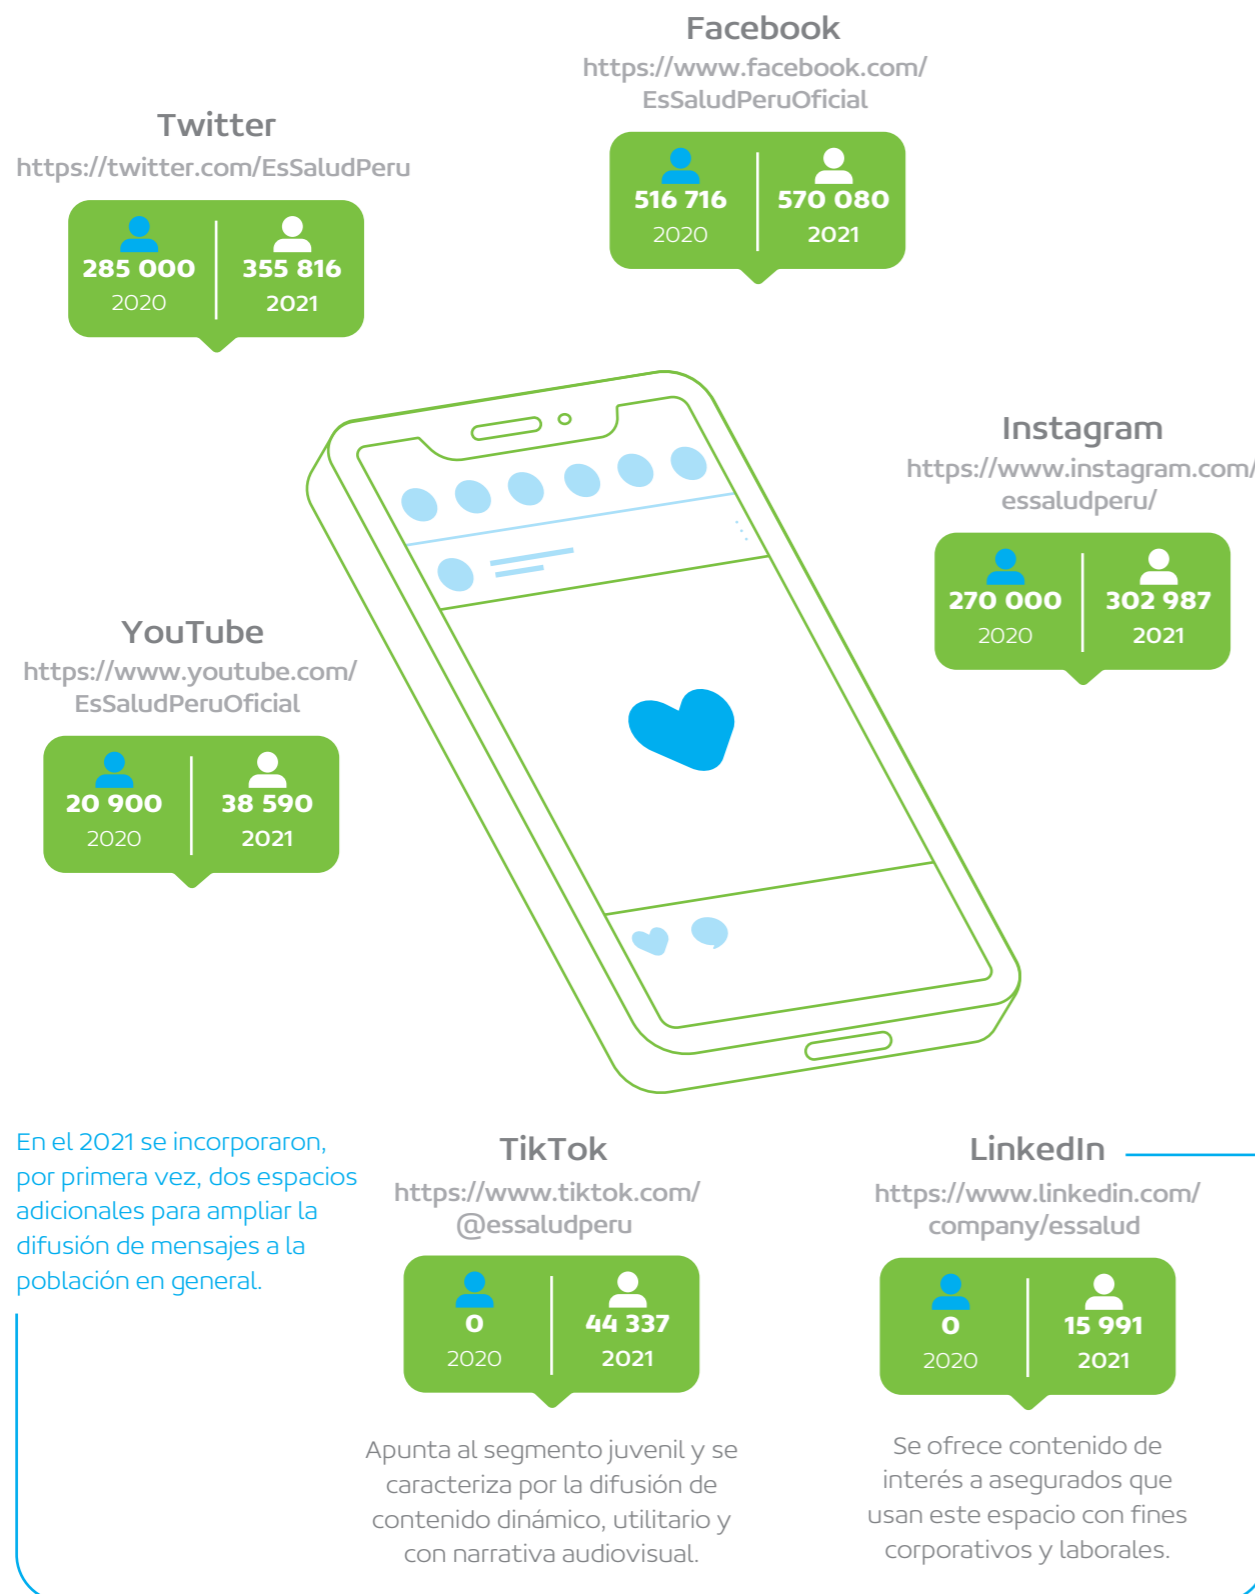 Facebook
https://www.facebook.com/
EsSaludPeruOficial
516 716
2020
570 080
2021
Twitter
https://twitter.com/EsSaludPeru
285 000
2020
355 816
2021
Instagram
https://www.instagram.com/
essaludperu/
270 000
2020
302 987
2021
YouTube
https://www.youtube.com/
EsSaludPeruOficial
20 900
2020
38 590
2021
En el 2021 se incorporaron,
por primera vez, dos espacios
adicionales para ampliar la
difusión de mensajes a la
población en general.
TikTok
https://www.tiktok.com/
@essaludperu
0
2020
44 337
2021
Apunta al segmento juvenil y se
caracteriza por la difusión de
contenido dinámico, utilitario y
con narrativa audiovisual.
LinkedIn
https://www.linkedin.com/
company/essalud
0
2020
15 991
2021
Se ofrece contenido de
interés a asegurados que
usan este espacio con fines
corporativos y laborales.